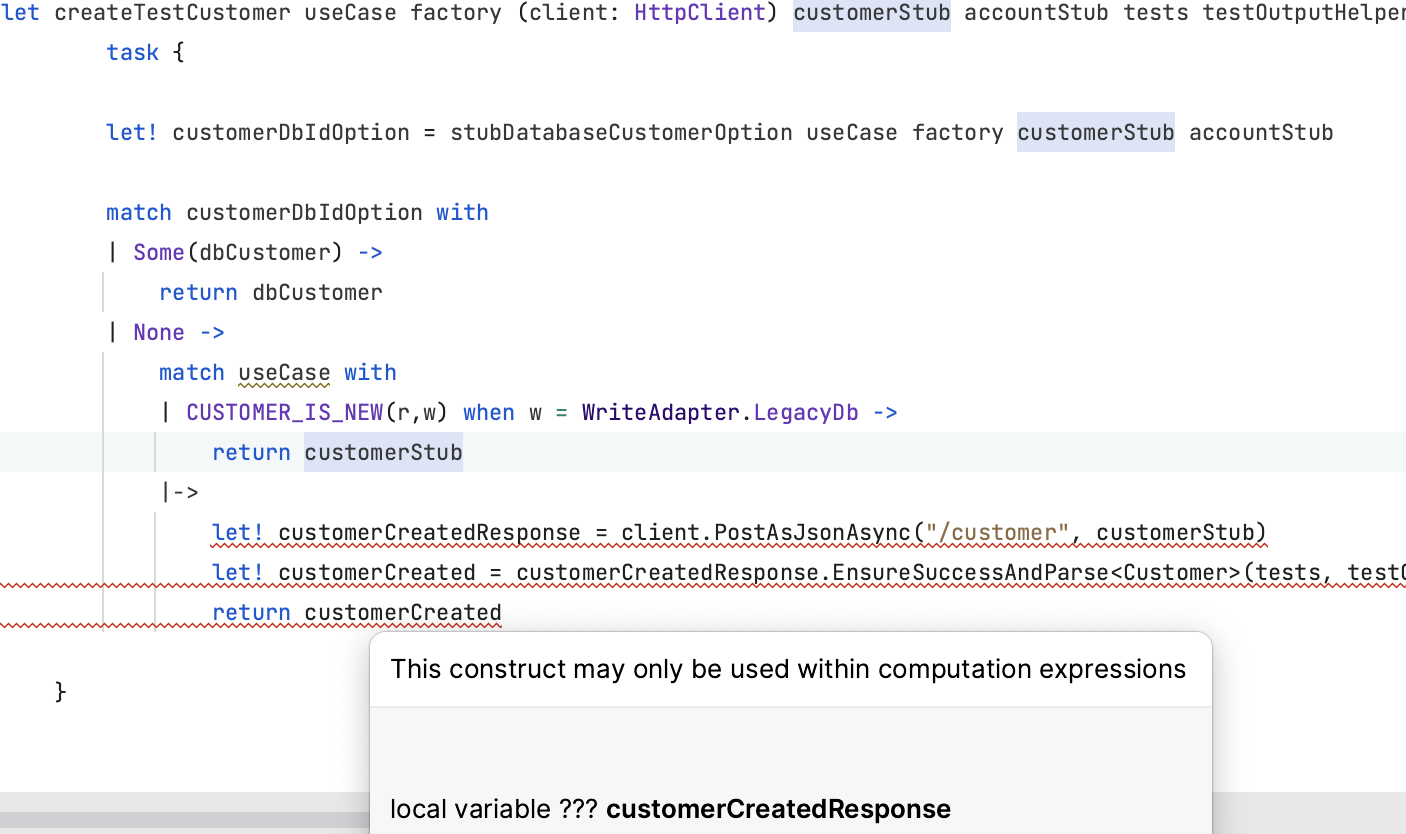 let createTestCustomer useCase factory (client: HttpClient) customerStub accountStub tests testOutputHelper
task {
let! customerDbIdOption = stubDatabaseCustomerOption useCase factory customerStub accountStub
match customerDbIdOption with
| Some(dbCustomer) ->
return dbCustomer
| None ->
match useCase with
| CUSTOMER_IS_NEW(r,w) when w = WriteAdapter.LegacyDb ->
return customerStub
|->
let! customerCreatedResponse = client.PostAsJsonAsync("/customer", customerStub)
let! customerCreated = customerCreatedResponse.EnsureSuccessAndParse<Customer>(tests, test
return customerCreated
}
This construct may only be used within computation expressions
local variable ??? customerCreatedResponse